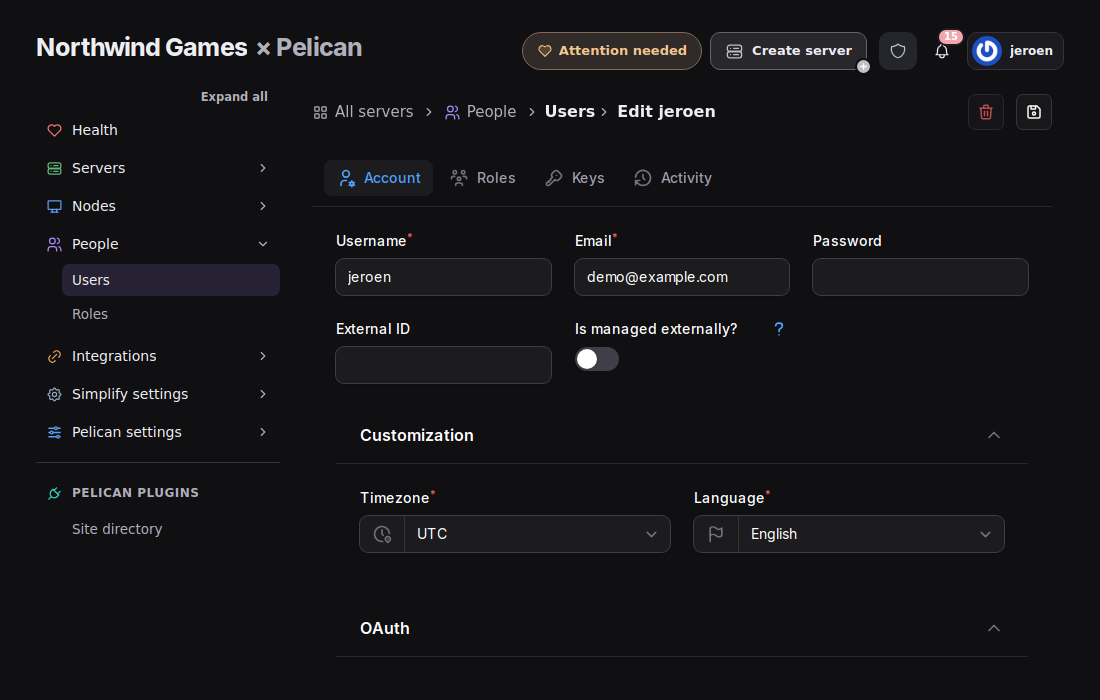 Northwind Games × Pelican
Attention needed
Create server
15
jeroen
Expand all
Health
Servers
Nodes
People
Users
Roles
Integrations
Simplify settings
Pelican settings
PELICAN PLUGINS
Site directory
All servers > People > Users > Edit jeroen
Account Roles Keys Activity
Username* Email* Password
jeroen demo@example.com
External ID Is managed externally? ?
Customization
Timezone* Language*
UTC English
OAuth